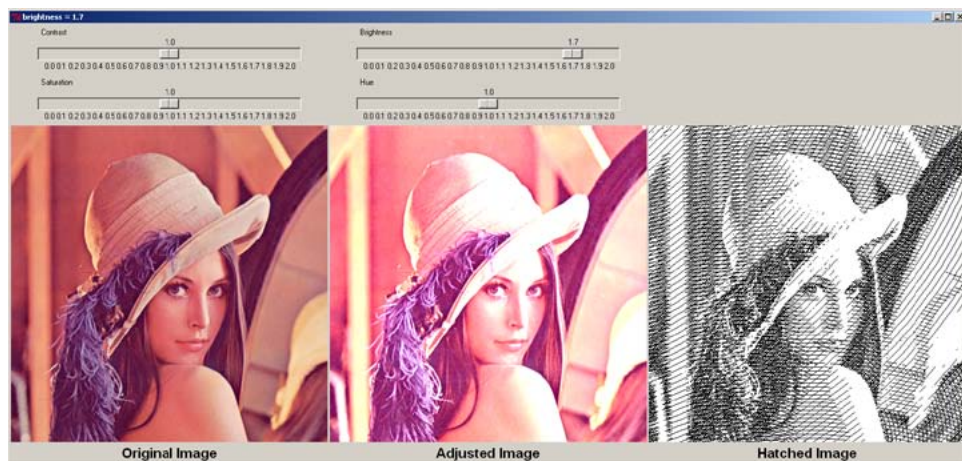 brightness = 1.7
Contrast
1.0
0.0 0.1 0.2 0.3 0.4 0.5 0.6 0.7 0.8 0.9 1.0 1.1 1.2 1.3 1.4 1.5 1.6 1.7 1.8 1.9 2.0
Brightness
1.7
0.0 0.1 0.2 0.3 0.4 0.5 0.6 0.7 0.8 0.9 1.0 1.1 1.2 1.3 1.4 1.5 1.6 1.7 1.8 1.9 2.0
Saturation
1.0
0.0 0.1 0.2 0.3 0.4 0.5 0.6 0.7 0.8 0.9 1.0 1.1 1.2 1.3 1.4 1.5 1.6 1.7 1.8 1.9 2.0
Hue
1.0
0.0 0.1 0.2 0.3 0.4 0.5 0.6 0.7 0.8 0.9 1.0 1.1 1.2 1.3 1.4 1.5 1.6 1.7 1.8 1.9 2.0
Original Image
Adjusted Image
Hatched Image